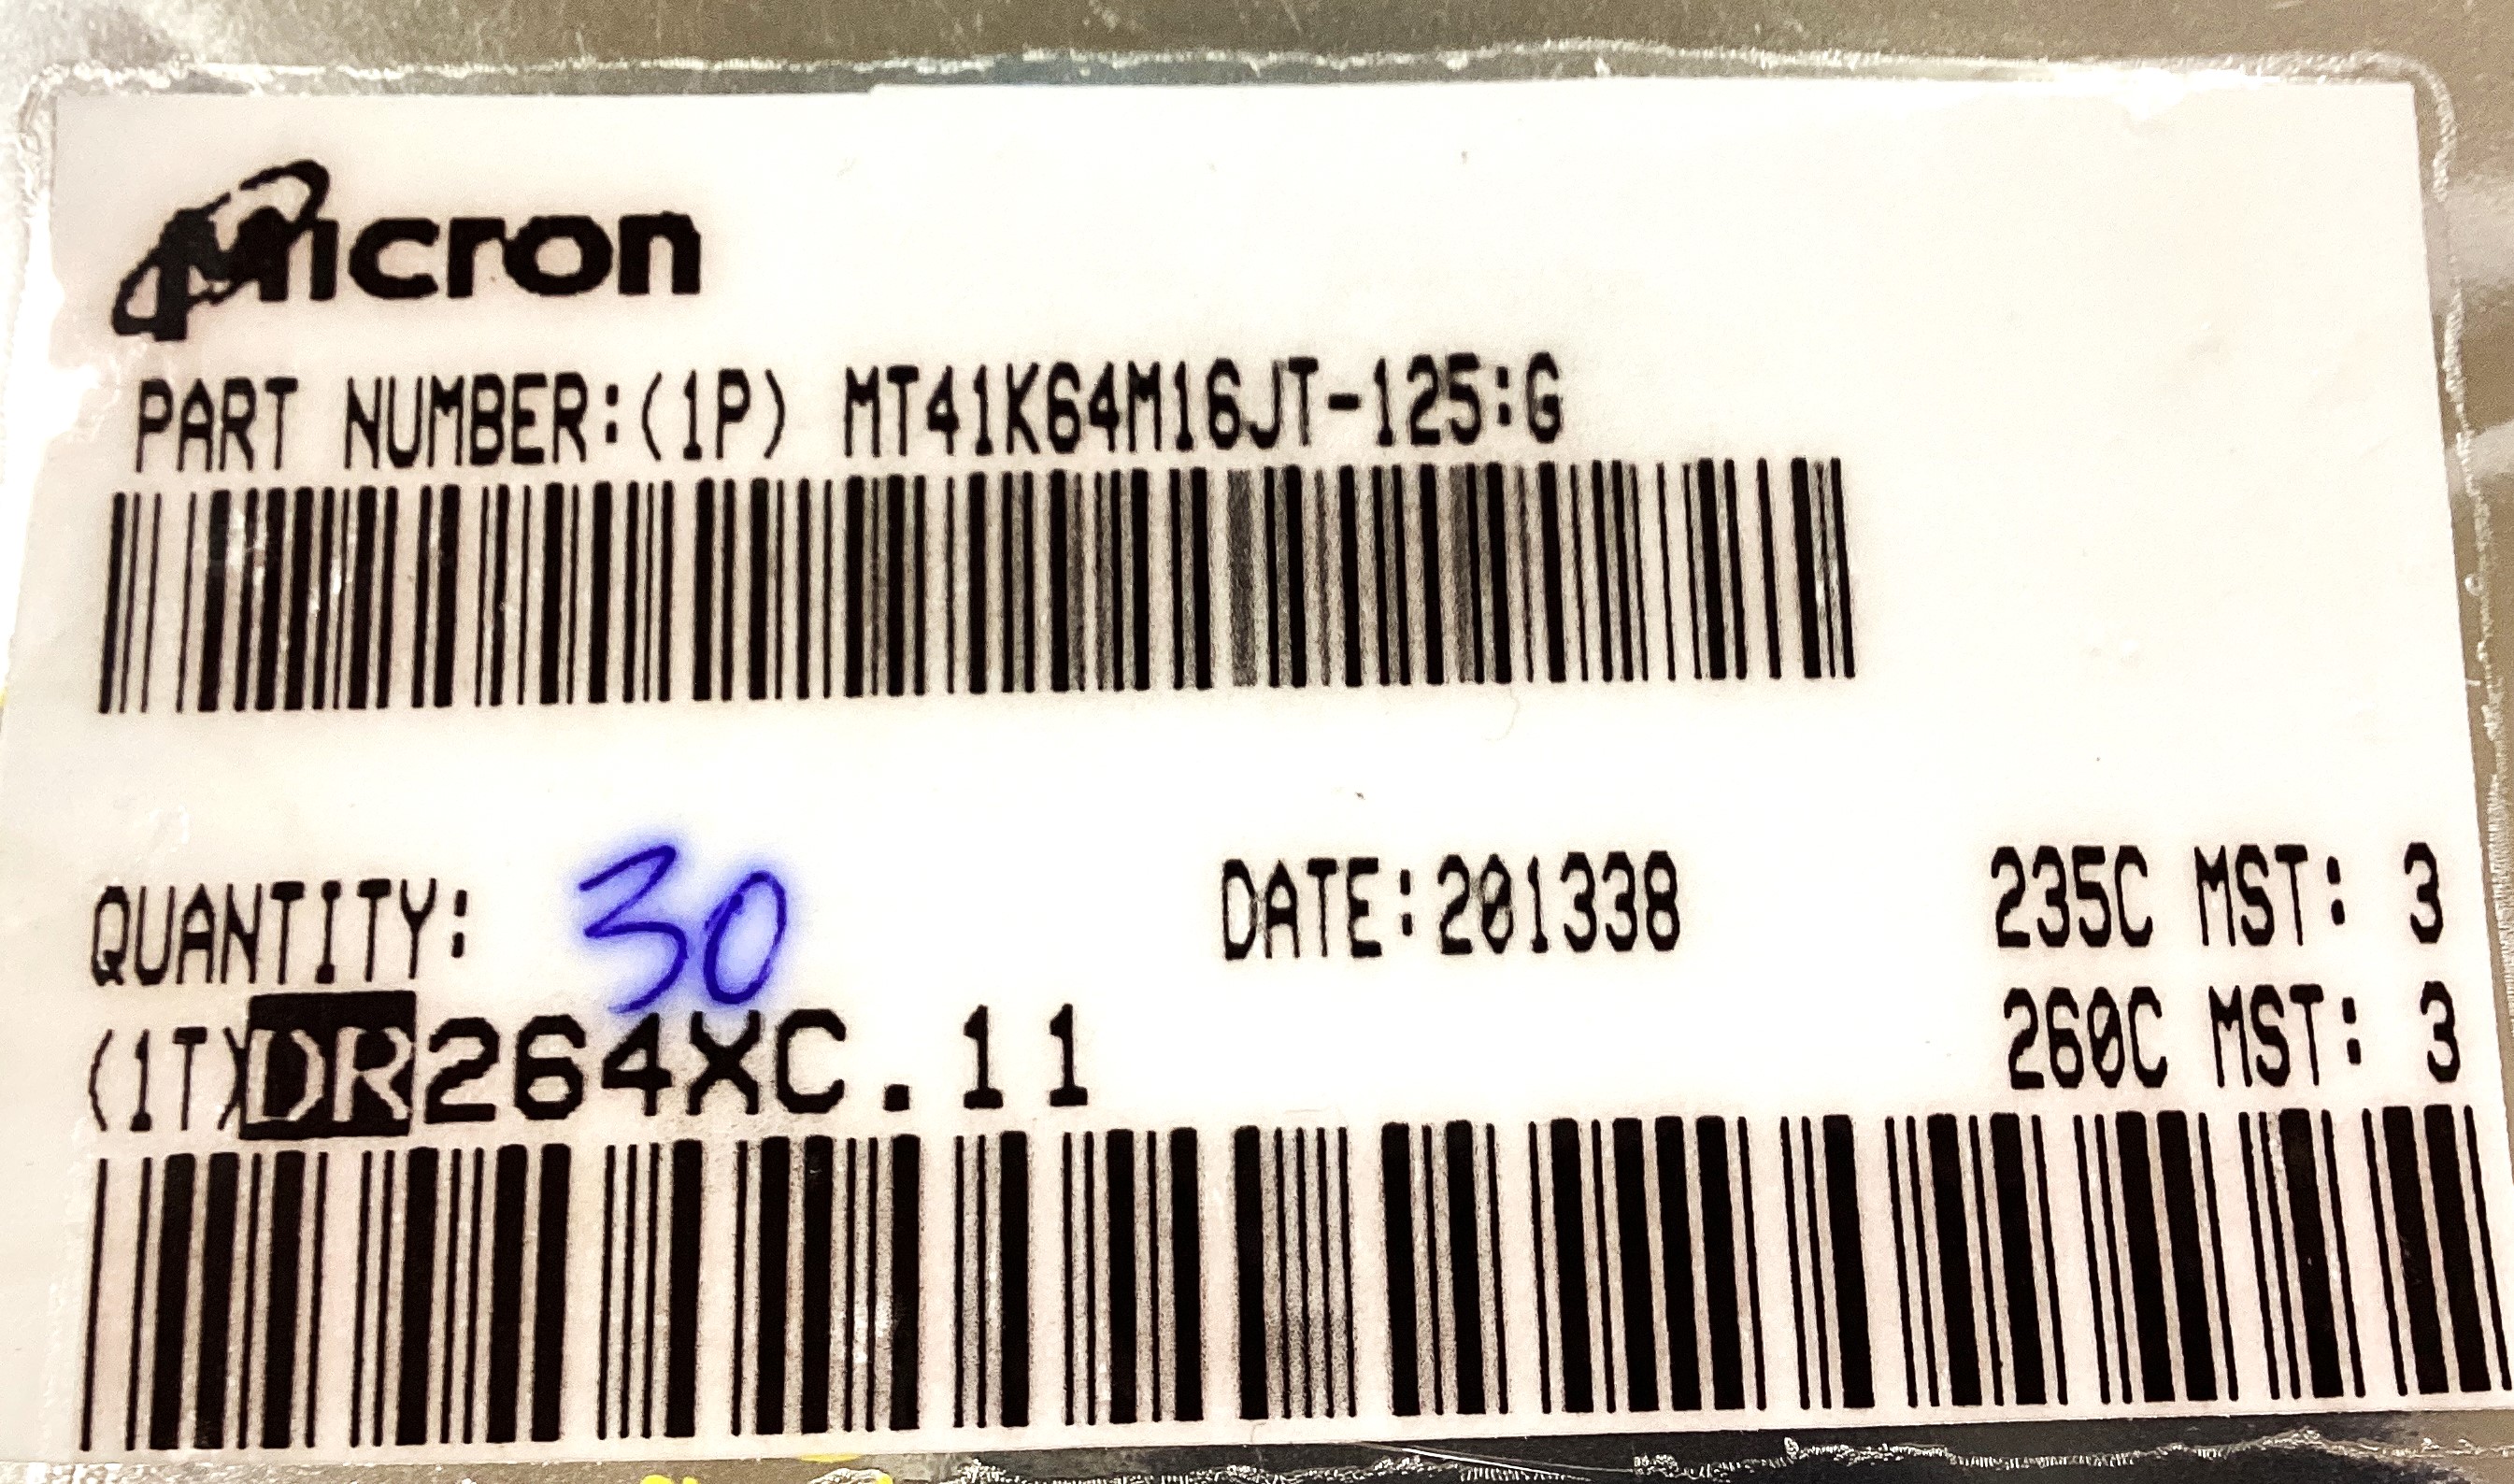 Micron
PART NUMBER:(1P) MT41K64M16JT-125:G
QUANTITY: 30 DATE:201338 235C MST: 3
(1T)DR264XC.11 260C MST: 3